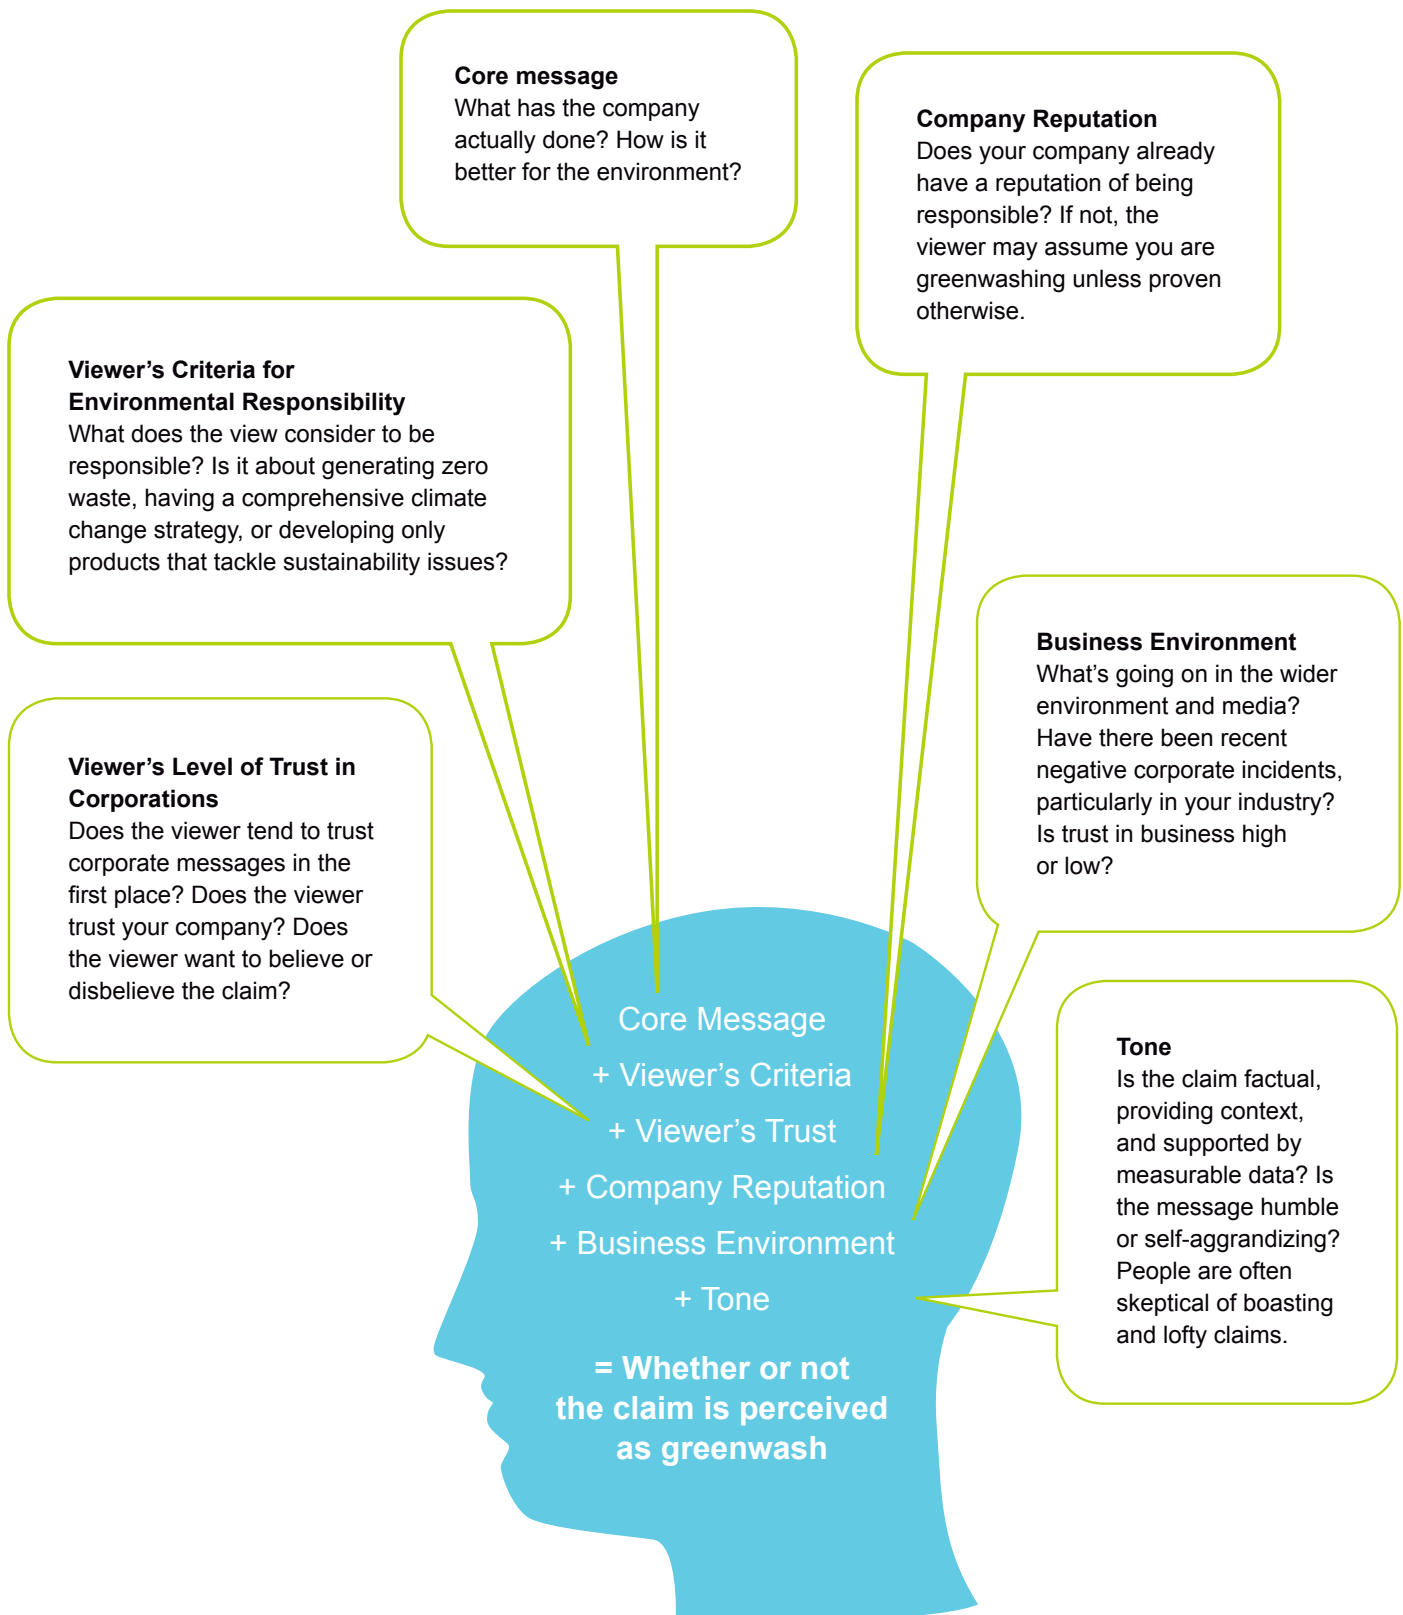 Core message
What has the company
actually done? How is it
better for the environment?
Company Reputation
Does your company already
have a reputation of being
responsible? If not, the
viewer may assume you are
greenwashing unless proven
otherwise.
Viewer’s Criteria for
Environmental Responsibility
What does the view consider to be
responsible? Is it about generating zero
waste, having a comprehensive climate
change strategy, or developing only
products that tackle sustainability issues?
Business Environment
What’s going on in the wider
environment and media?
Have there been recent
negative corporate incidents,
particularly in your industry?
Is trust in business high
or low?
Viewer’s Level of Trust in
Corporations
Does the viewer tend to trust
corporate messages in the
first place? Does the viewer
trust your company? Does
the viewer want to believe or
disbelieve the claim?
Tone
Is the claim factual,
providing context,
and supported by
measurable data? Is
the message humble
or self-aggrandizing?
People are often
skeptical of boasting
and lofty claims.
Core Message
+ Viewer’s Criteria
+ Viewer’s Trust
+ Company Reputation
+ Business Environment
+ Tone
= Whether or not
the claim is perceived
as greenwash